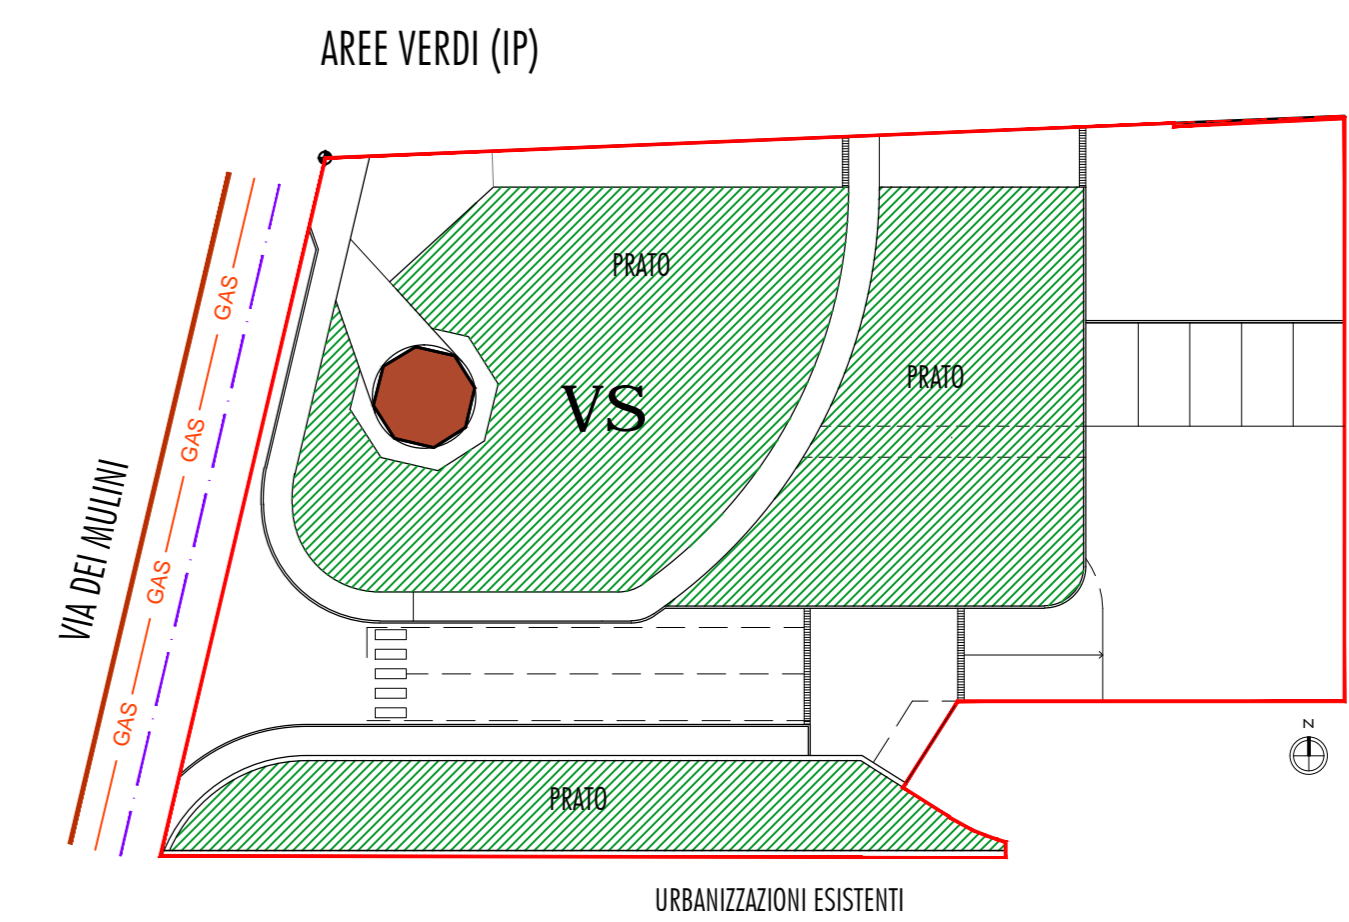 AREE VERDI (IP)
PRATO
GAS
PRATO
VS
GAS
VIA DEI MULINI
GAS
GAS
N
PRATO
URBANIZZAZIONI ESISTENTI